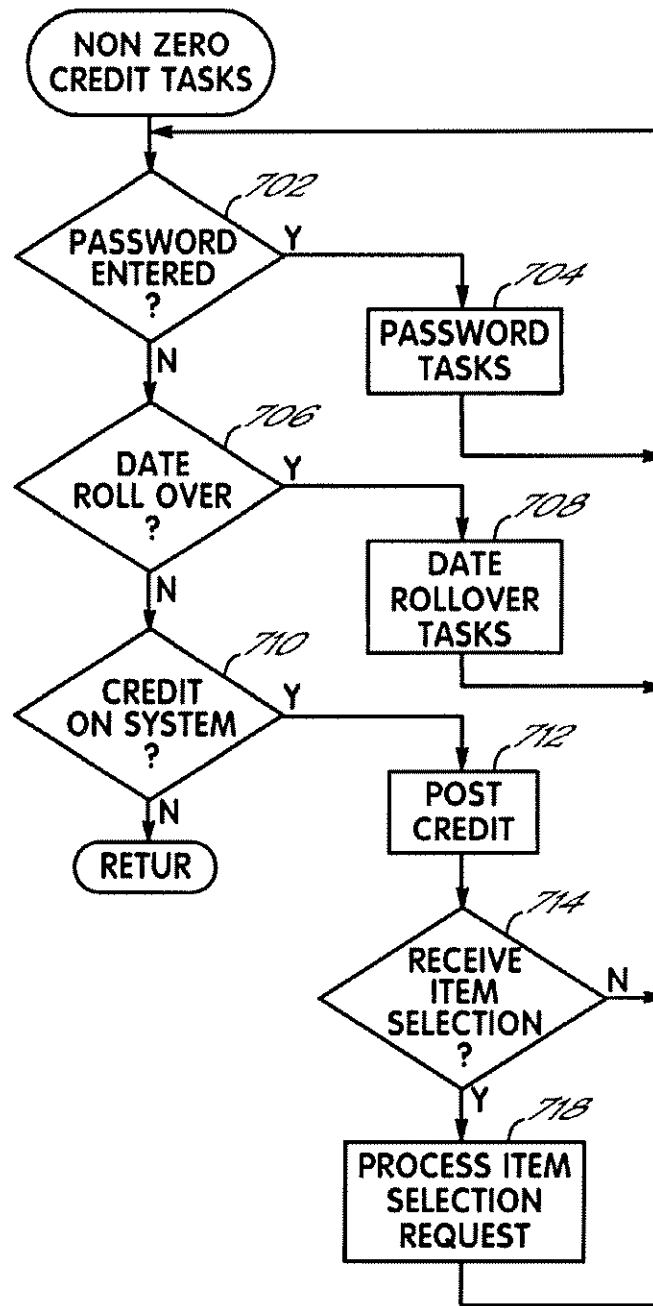 NON ZERO
CREDIT TASKS
702
PASSWORD
ENTERED
?
Y
N
704
PASSWORD
TASKS
706
DATE
ROLL OVER
?
Y
N
708
DATE
ROLLOVER
TASKS
710
CREDIT
ON SYSTEM
?
Y
N
RETUR
712
POST
CREDIT
714
RECEIVE
ITEM
SELECTION
?
N
Y
718
PROCESS ITEM
SELECTION
REQUEST